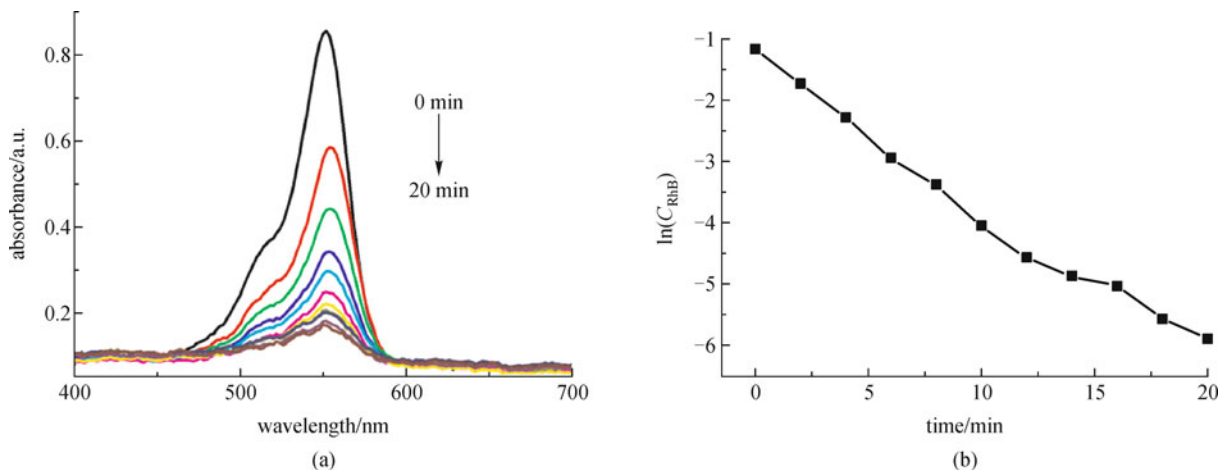 0.8
0.6
0.4
0.2
400
500
600
700
absorbance/a.u.
wavelength/nm
0 min
20 min
(a)
−1
−2
−3
−4
−5
−6
0
5
10
15
20
ln(C_RhB)
time/min
(b)